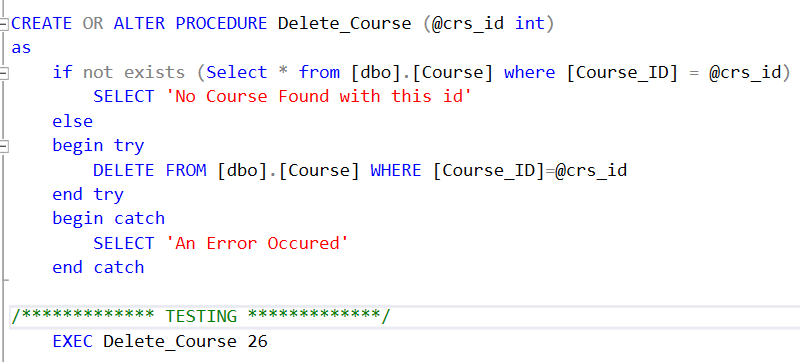 CREATE OR ALTER PROCEDURE Delete_Course (@crs_id int)
as
if not exists (Select * from [dbo].[Course] where [Course_ID] = @crs_id)
SELECT 'No Course Found with this id'
else
begin try
DELETE FROM [dbo].[Course] WHERE [Course_ID]=@crs_id
end try
begin catch
SELECT 'An Error Occured'
end catch
/************* TESTING *************/
EXEC Delete_Course 26